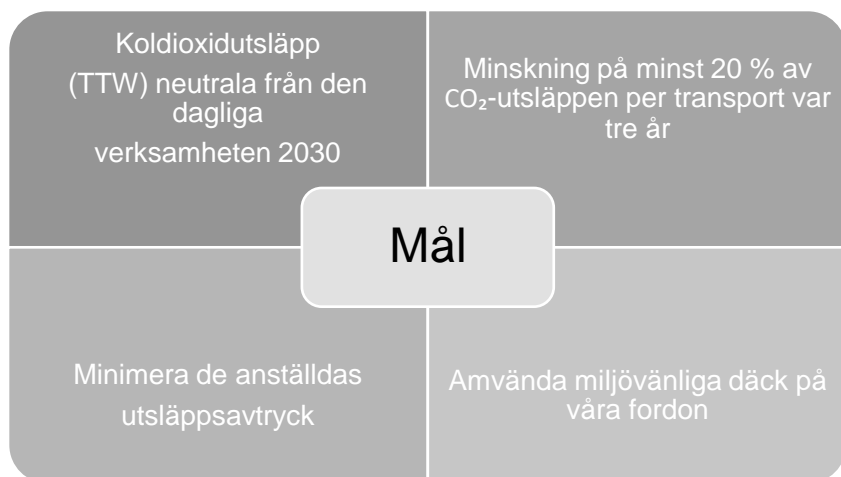 Koldioxidutsläpp
(TTW) neutrala från den
dagliga
verksamheten 2030
Minskning på minst 20 % av
CO₂-utsläppen per transport var
tre år
Mål
Minimera de anställdas
utsläppsavtryck
Amvända miljövänliga däck på
våra fordon